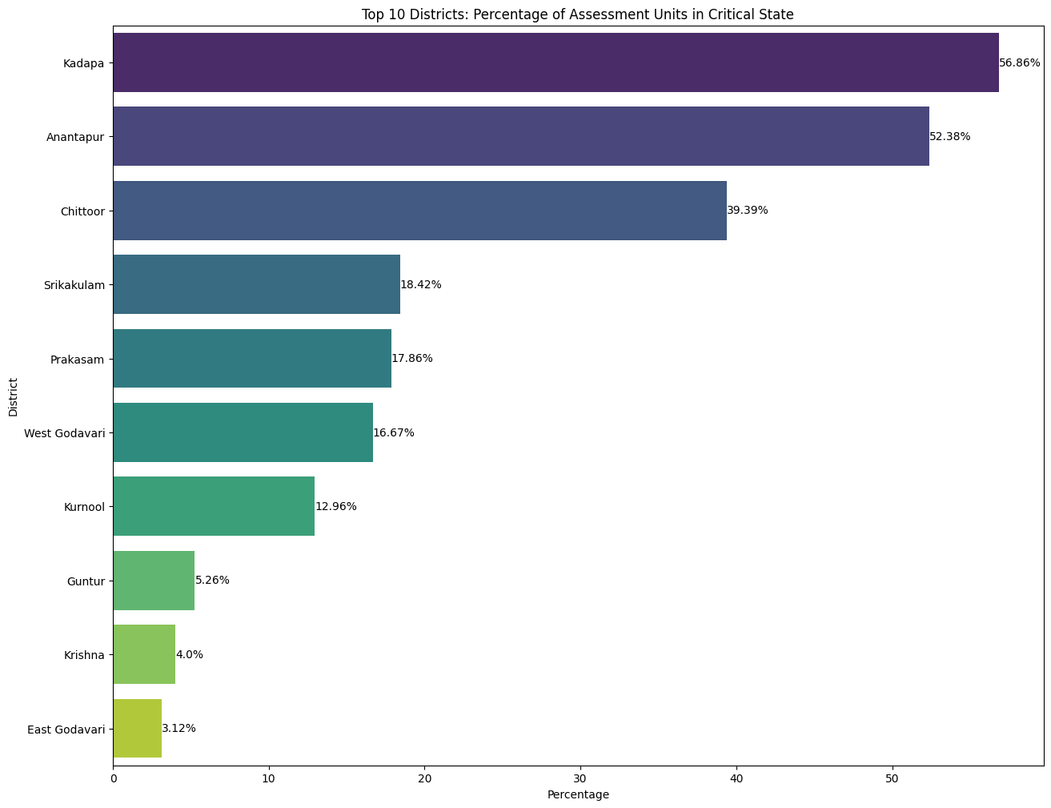 Top 10 Districts: Percentage of Assessment Units in Critical State
District
Kadapa 56.86%
Anantapur 52.38%
Chittoor 39.39%
Srikakulam 18.42%
Prakasam 17.86%
West Godavari 16.67%
Kurnool 12.96%
Guntur 5.26%
Krishna 4.0%
East Godavari 3.12%
0 10 20 30 40 50
Percentage